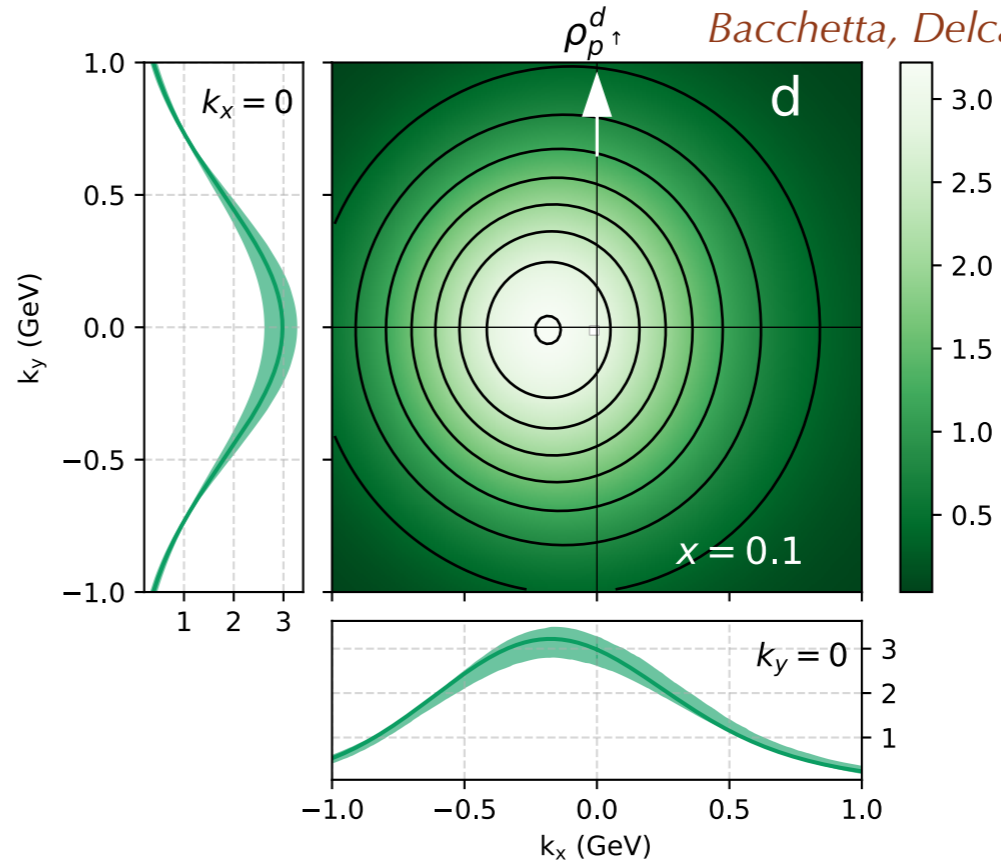 ρ^d_{p↑}
Bacchetta, Delca
k_x = 0
d
x = 0.1
k_y = 0
1.0
0.5
0.0
−0.5
−1.0
k_y (GeV)
1 2 3
3.0
2.5
2.0
1.5
1.0
0.5
3
2
1
−1.0 −0.5 0.0 0.5 1.0
k_x (GeV)